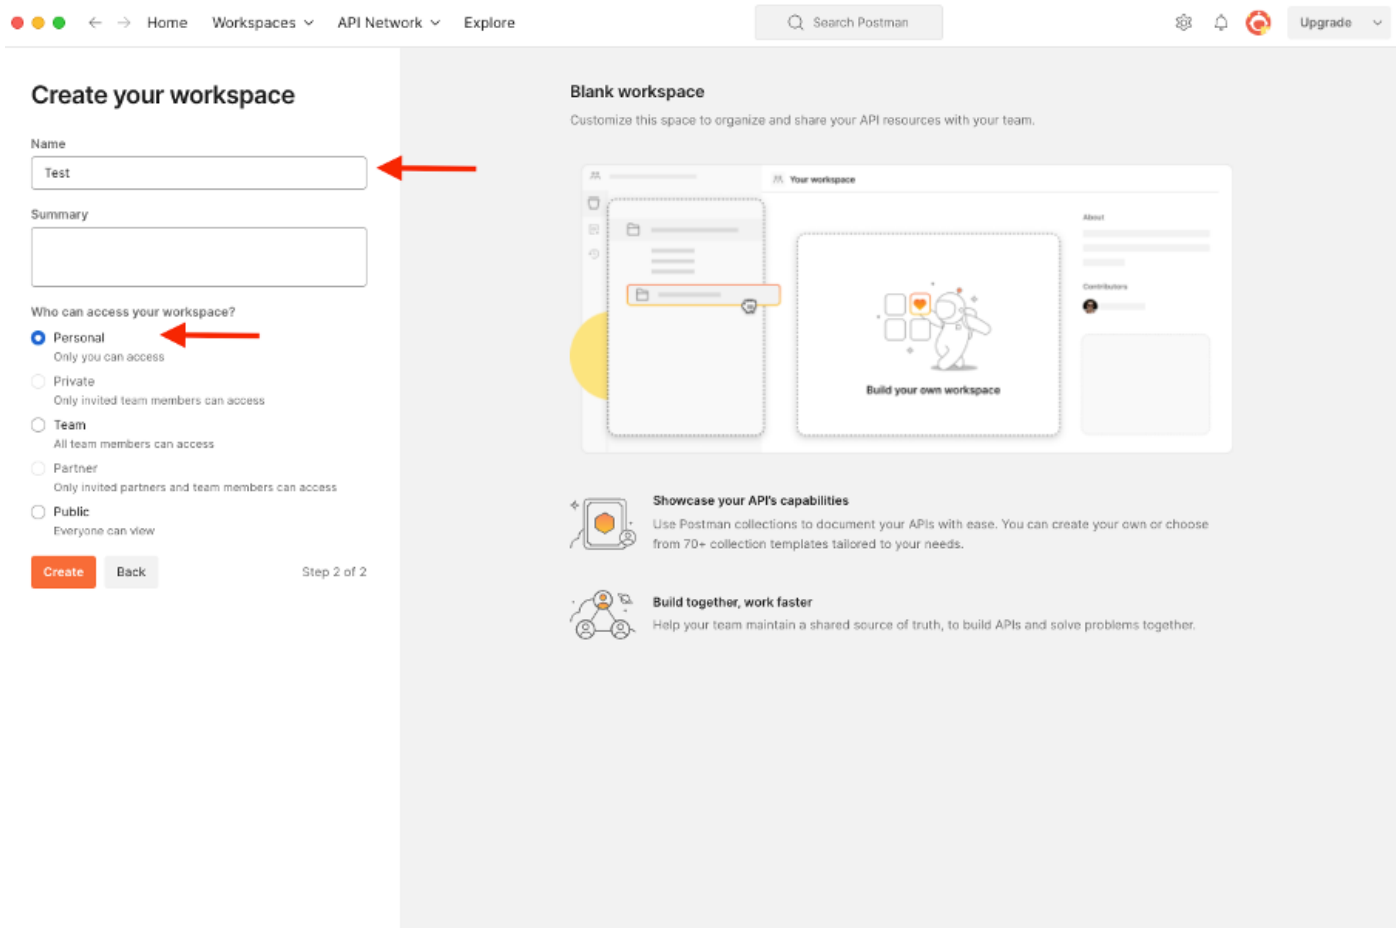 Home Workspaces API Network Explore Search Postman Upgrade
Create your workspace
Name
Test
Summary
Who can access your workspace?
Personal
Only you can access
Private
Only invited team members can access
Team
All team members can access
Partner
Only invited partners and team members can access
Public
Everyone can view
Create Back Step 2 of 2
Blank workspace
Customize this space to organize and share your API resources with your team.
Your workspace
About
Contributors
Build your own workspace
Showcase your API's capabilities
Use Postman collections to document your APIs with ease. You can create your own or choose
from 70+ collection templates tailored to your needs.
Build together, work faster
Help your team maintain a shared source of truth, to build APIs and solve problems together.